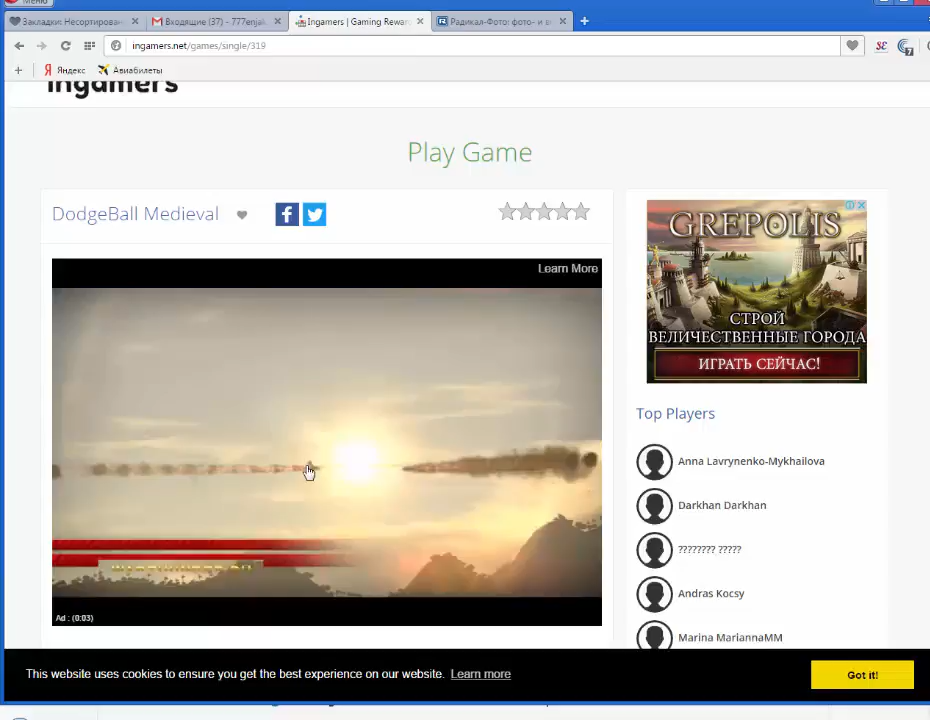 Меню
Закладки: Несортирован
Входящие (37) - 777enjak
Ingamers | Gaming Rewar
Радикал-Фото: фото- и в
ingamers.net/games/single/319
Яндекс
Авиабилеты
ingamers
Play Game
DodgeBall Medieval
Learn More
Ad : (0:03)
GREPOLIS
СТРОЙ
ВЕЛИЧЕСТВЕННЫЕ ГОРОДА
ИГРАТЬ СЕЙЧАС!
Top Players
Anna Lavrynenko-Mykhailova
Darkhan Darkhan
???????? ?????
Andras Kocsy
Marina MariannaMM
This website uses cookies to ensure you get the best experience on our website. Learn more
Got it!